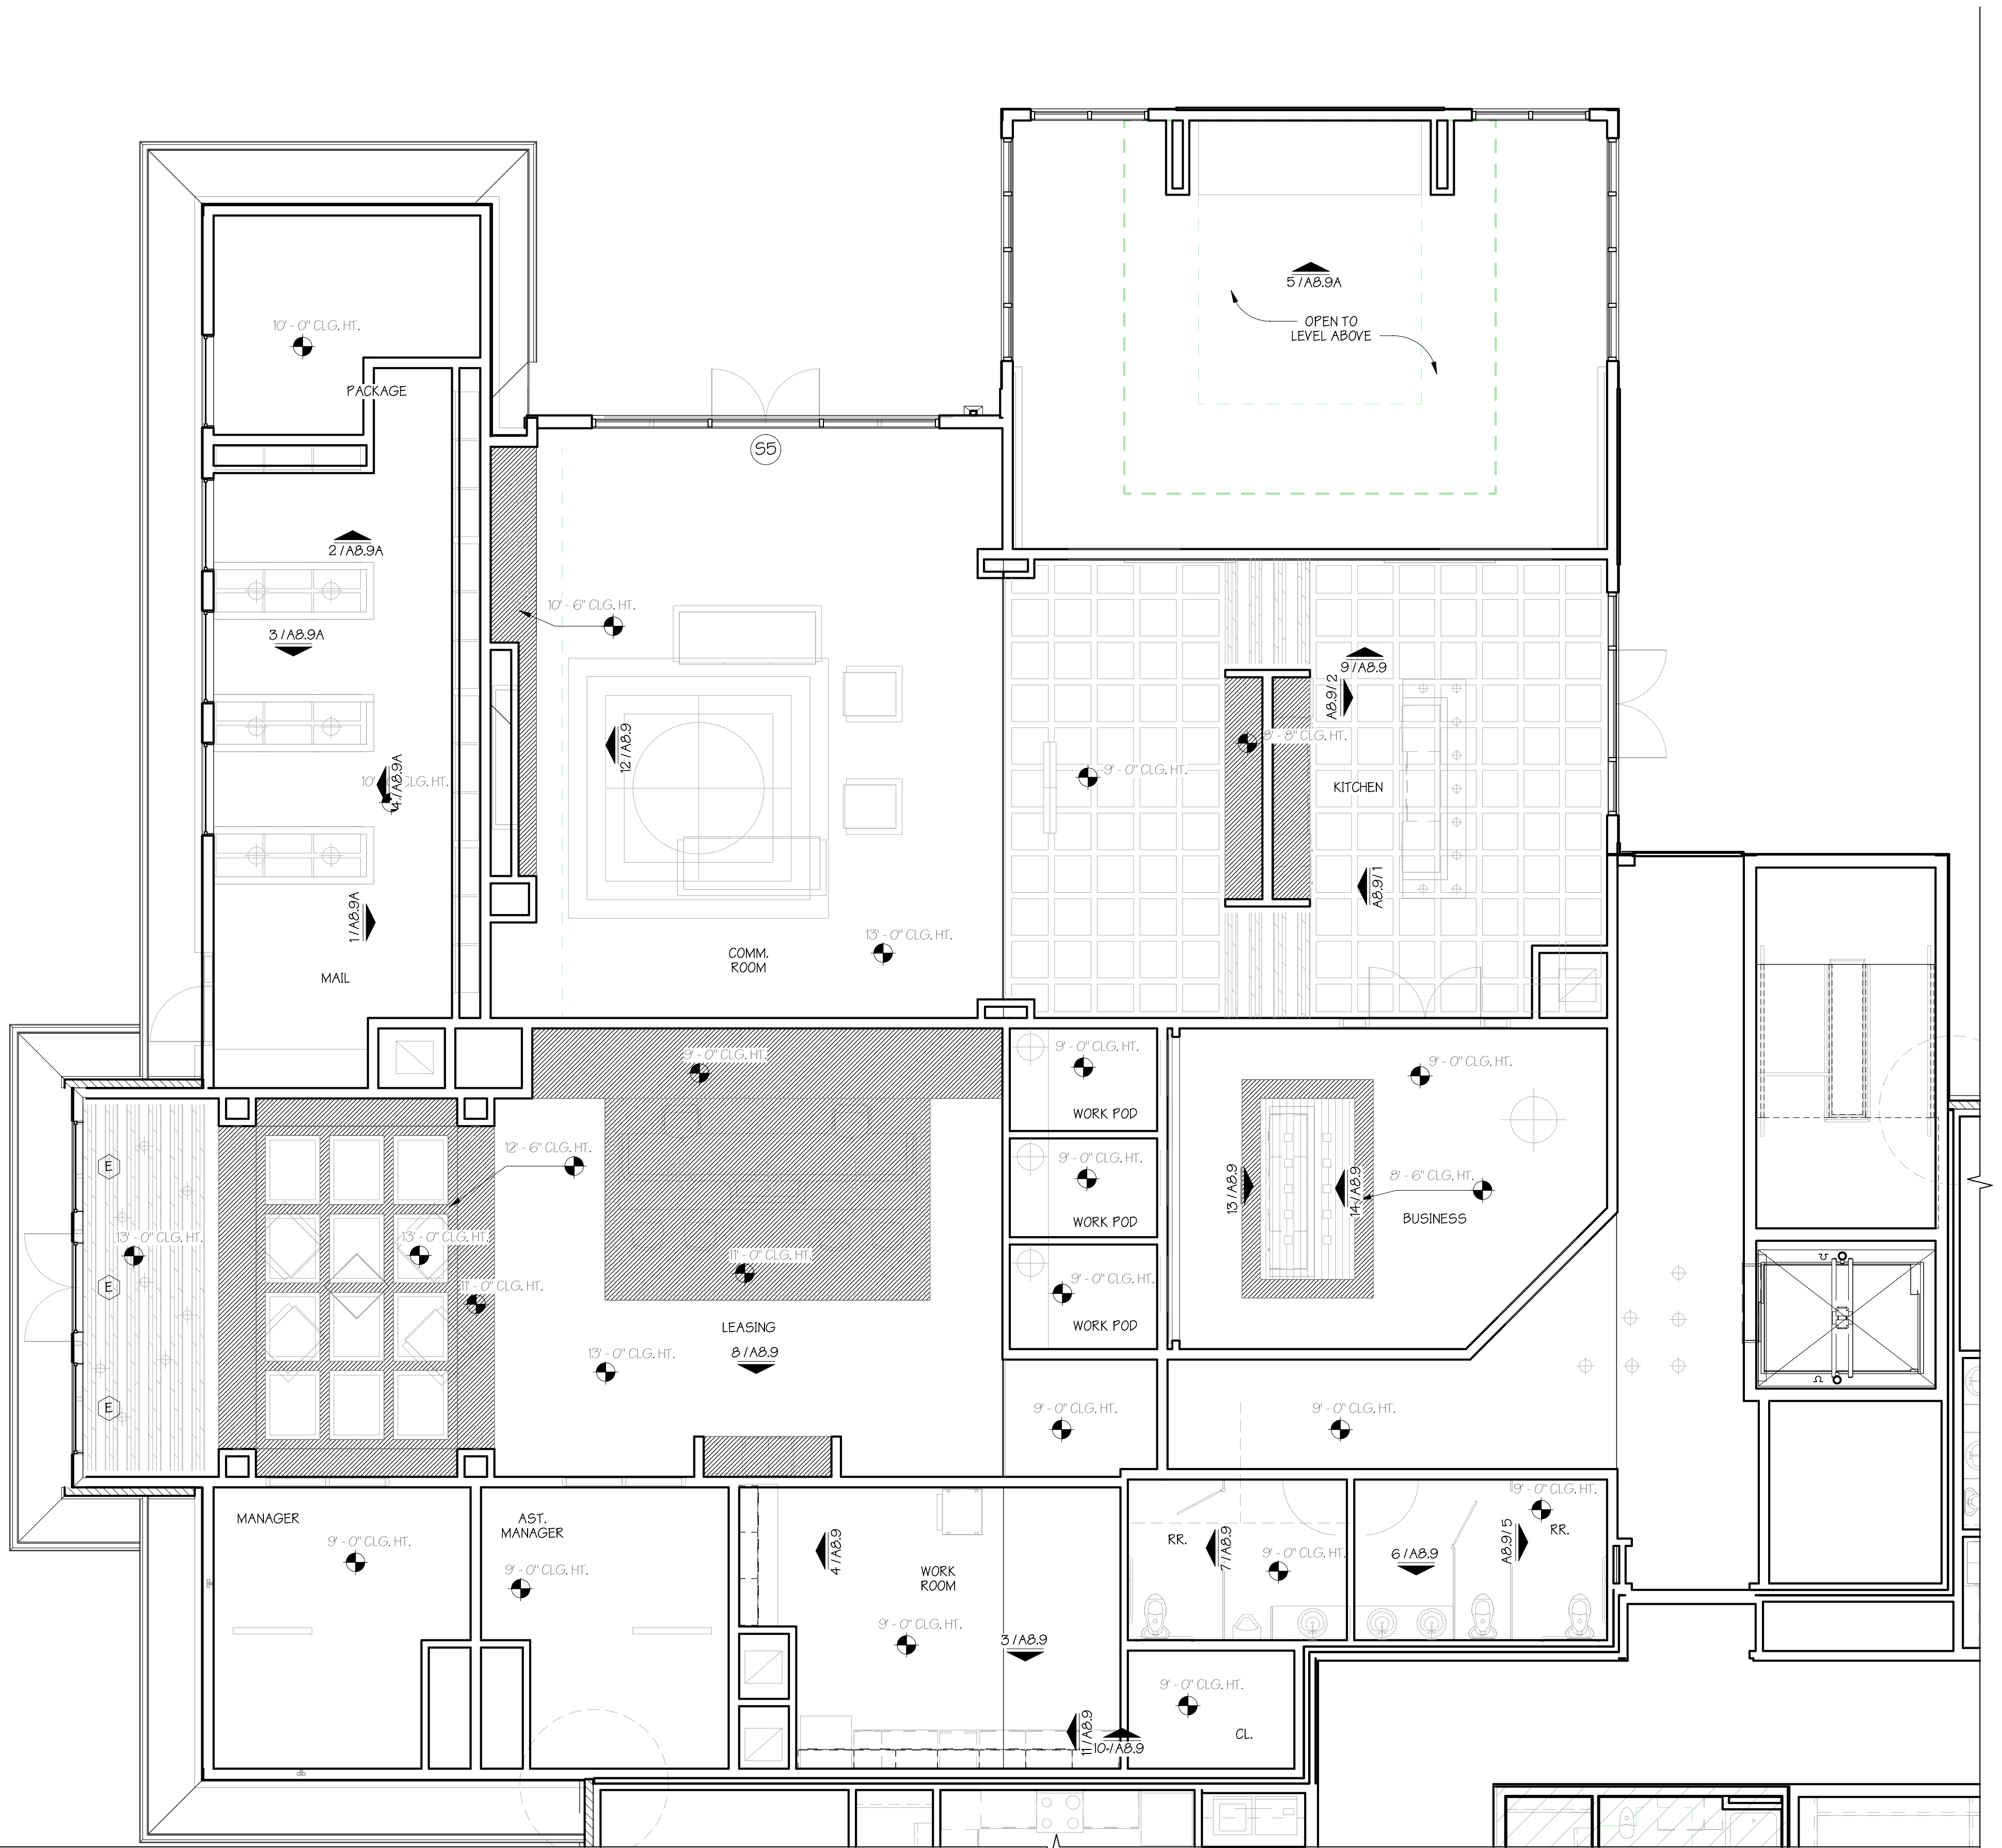 5 / A8.9A
OPEN TO
LEVEL ABOVE
10' - 0" CLG. HT.
PACKAGE
S5
2 / A8.9A
10' - 6" CLG. HT.
3 / A8.9A
9 / A8.9
A8.9 / 2
12 / A8.9
8' - 8" CLG. HT.
9' - 0" CLG. HT.
4 / A8.9A
CLG. HT.
KITCHEN
A8.9 / 1
1 / A8.9A
13' - 0" CLG. HT.
COMM.
ROOM
MAIL
9' - 0" CLG. HT.
9' - 0" CLG. HT.
9' - 0" CLG. HT.
WORK POD
12' - 6" CLG. HT.
9' - 0" CLG. HT.
E
13 / A8.9
14 / A8.9
8' - 6" CLG. HT.
WORK POD
BUSINESS
13' - 0" CLG. HT.
13' - 0" CLG. HT.
11' - 0" CLG. HT.
E
11' - 0" CLG. HT.
9' - 0" CLG. HT.
LEASING
WORK POD
8 / A8.9
13' - 0" CLG. HT.
E
9' - 0" CLG. HT.
9' - 0" CLG. HT.
9' - 0" CLG. HT.
MANAGER
AST.
MANAGER
RR.
7 / A8.9
A8.9 / 5
RR.
9' - 0" CLG. HT.
4 / A8.9
9' - 0" CLG. HT.
6 / A8.9
9' - 0" CLG. HT.
WORK
ROOM
9' - 0" CLG. HT.
3 / A8.9
9' - 0" CLG. HT.
11 / A8.9
10 / A8.9
CL.